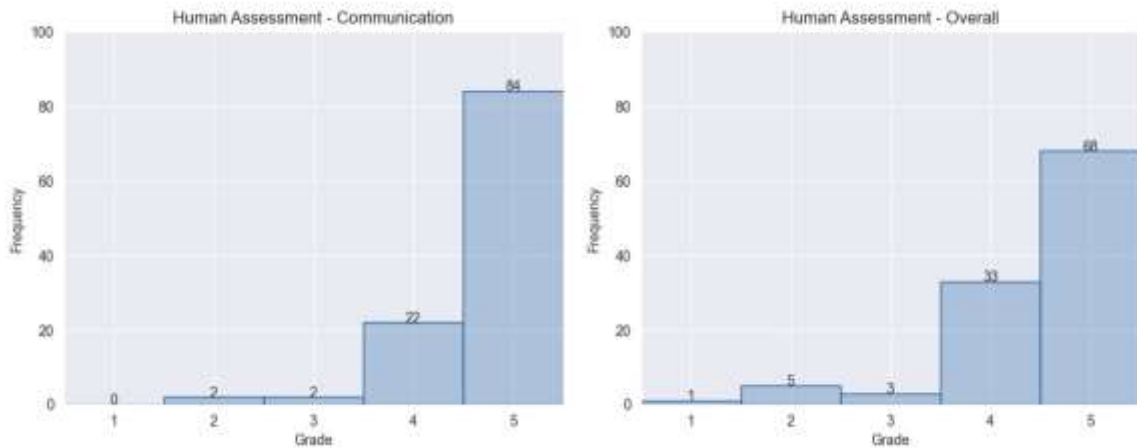 Human Assessment - Communication
100
80
60
40
20
0
Frequency
0
2
2
22
84
1 2 3 4 5
Grade
Human Assessment - Overall
100
80
60
40
20
0
Frequency
1
5
3
33
68
1 2 3 4 5
Grade